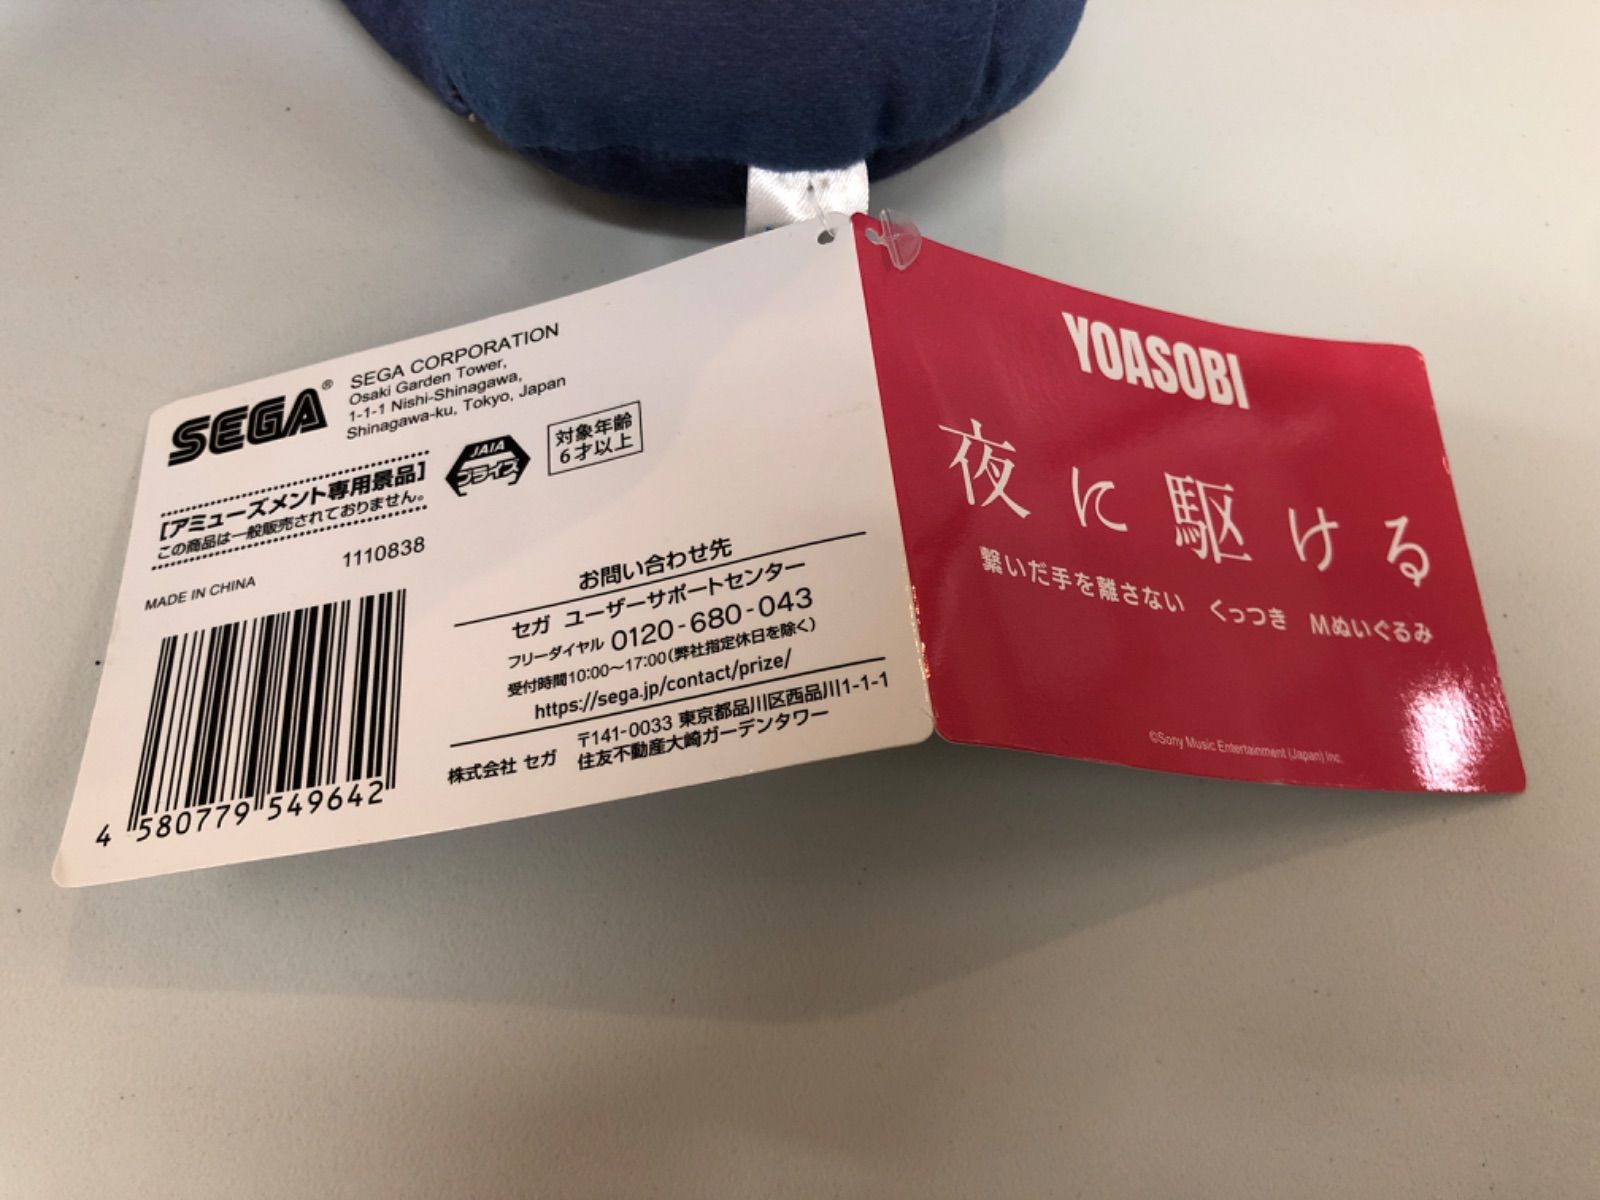 SEGA®
SEGA CORPORATION
Osaki Garden Tower,
1-1-1 Nishi-Shinagawa,
Shinagawa-ku, Tokyo, Japan
[アミューズメント専用景品]
この商品は一般販売されておりません。
JAIA
プライズ
対象年齢
6才以上
1110838
MADE IN CHINA
4 580779 549642
お問い合わせ先
セガ ユーザーサポートセンター
フリーダイヤル 0120-680-043
受付時間10:00~17:00(弊社指定休日を除く)
https://sega.jp/contact/prize/
株式会社 セガ
〒141-0033 東京都品川区西品川1-1-1
住友不動産大崎ガーデンタワー
YOASOBI
夜に駆ける
繋いだ手を離さない くっつき Mぬいぐるみ
©Sony Music Entertainment (Japan) Inc.